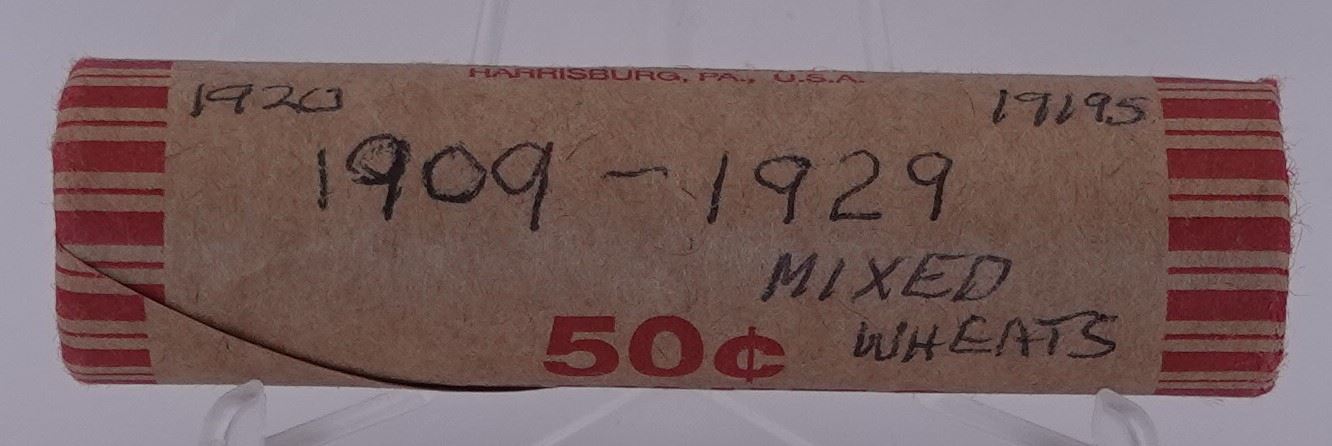 HARRISBURG, PA., U.S.A.
1920 1919S
1909 - 1929
MIXED
WHEATS
50¢